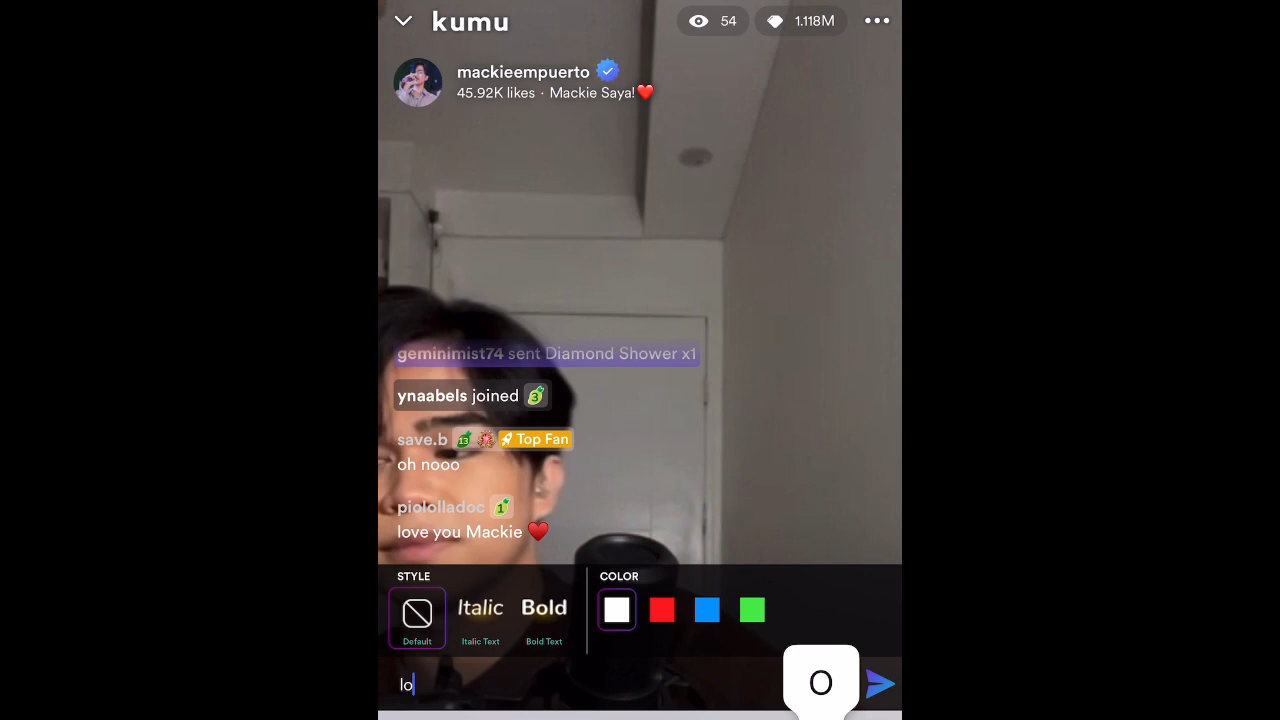 kumu
54
1.118M
mackieempuerto
45.92K likes · Mackie Saya!❤️
geminimist74 sent Diamond Shower x1
ynaabels joined 3
save.b 13 Top Fan
oh nooo
piololladoc 1
love you Mackie ♥️
STYLE
COLOR
Italic
Bold
Default
Italic Text
Bold Text
lo
O